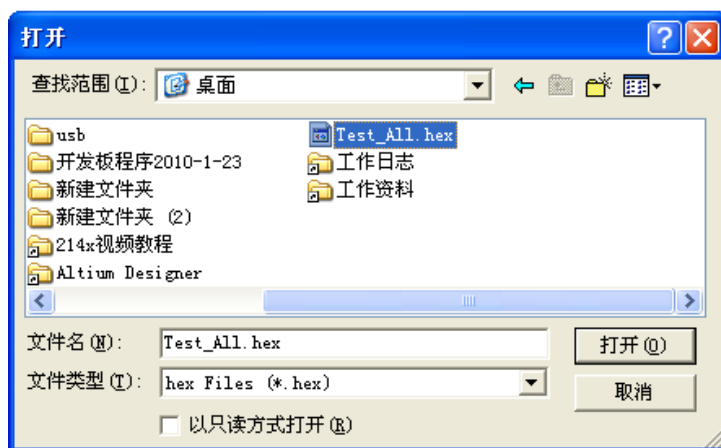 打开
查找范围(I): 桌面
usb
开发板程序2010-1-23
新建文件夹
新建文件夹 (2)
214x视频教程
Altium Designer
Test_All.hex
工作日志
工作资料
文件名(N): Test_All.hex 打开(O)
文件类型(T): hex Files (*.hex) 取消
以只读方式打开(R)